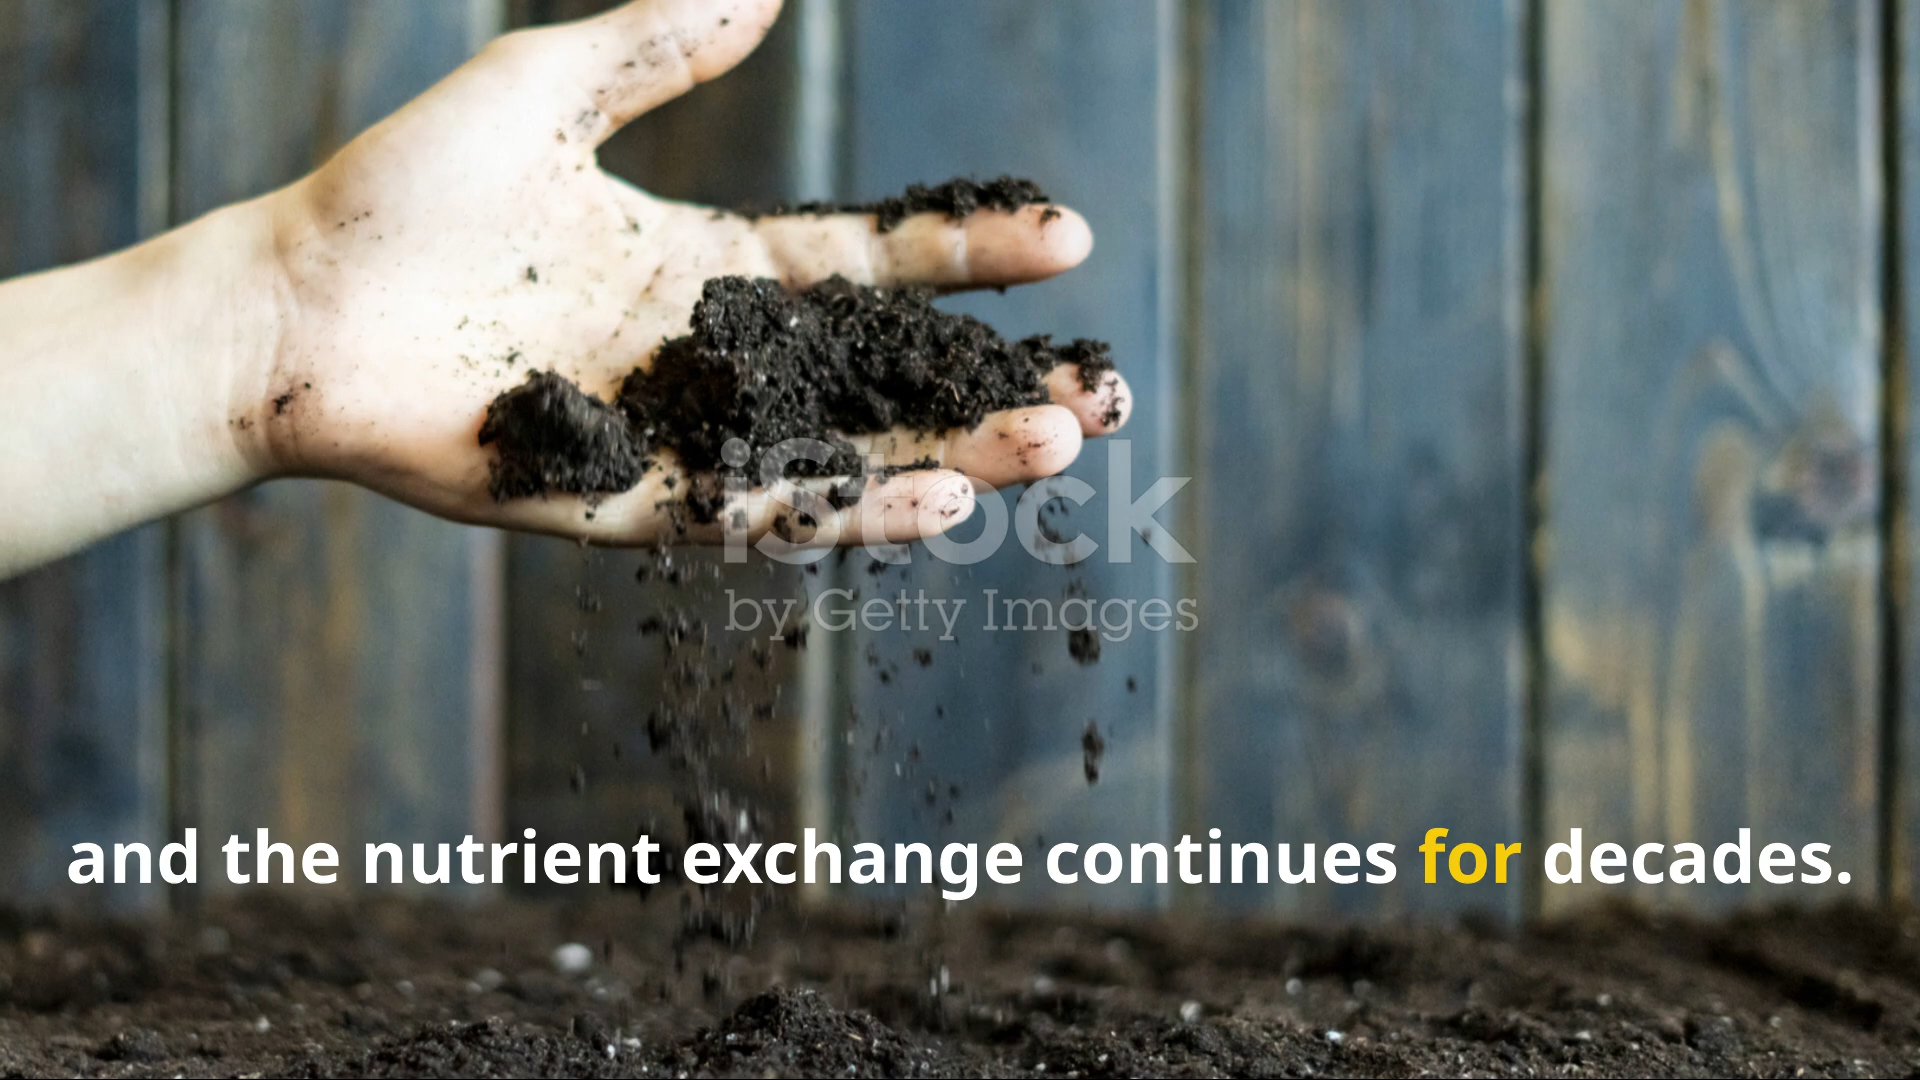 iStock
by Getty Images
and the nutrient exchange continues for decades.